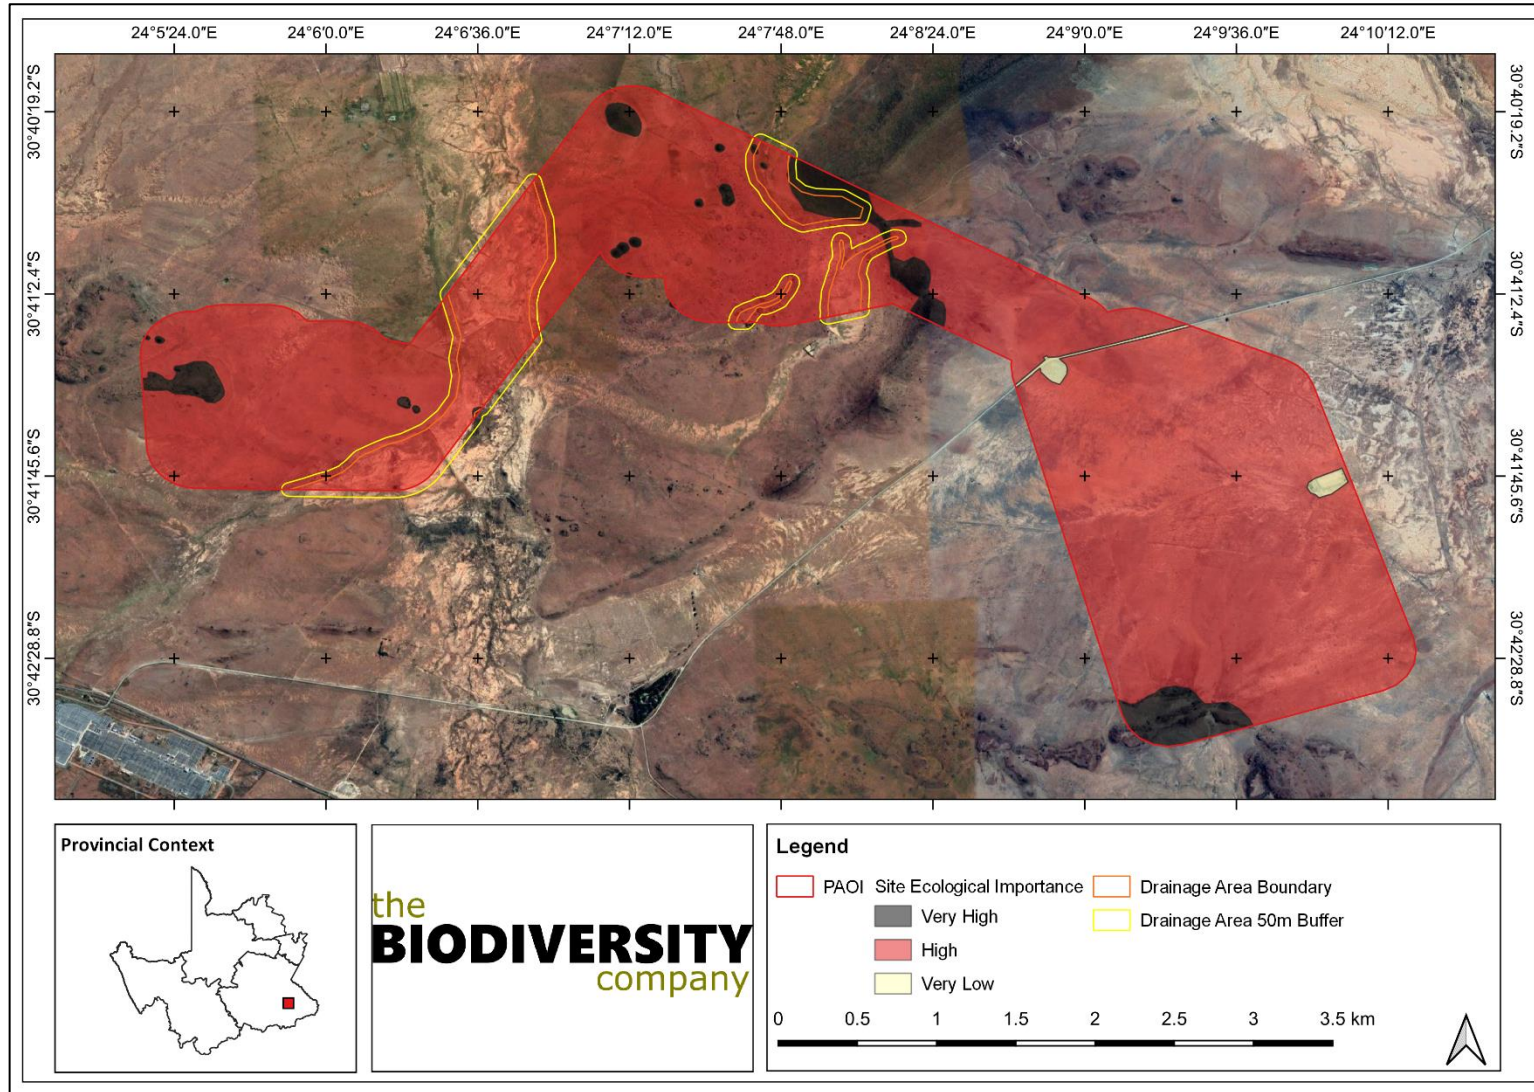 24°5'24.0"E 24°6'0.0"E 24°6'36.0"E 24°7'12.0"E 24°7'48.0"E 24°8'24.0"E 24°9'0.0"E 24°9'36.0"E 24°10'12.0"E
30°40'19.2"S 30°40'19.2"S
30°41'2.4"S 30°41'2.4"S
30°41'45.6"S 30°41'45.6"S
30°42'28.8"S 30°42'28.8"S
Provincial Context
the
BIODIVERSITY
company
Legend
PAOI Site Ecological Importance Drainage Area Boundary
Very High Drainage Area 50m Buffer
High
Very Low
0 0.5 1 1.5 2 2.5 3 3.5 km